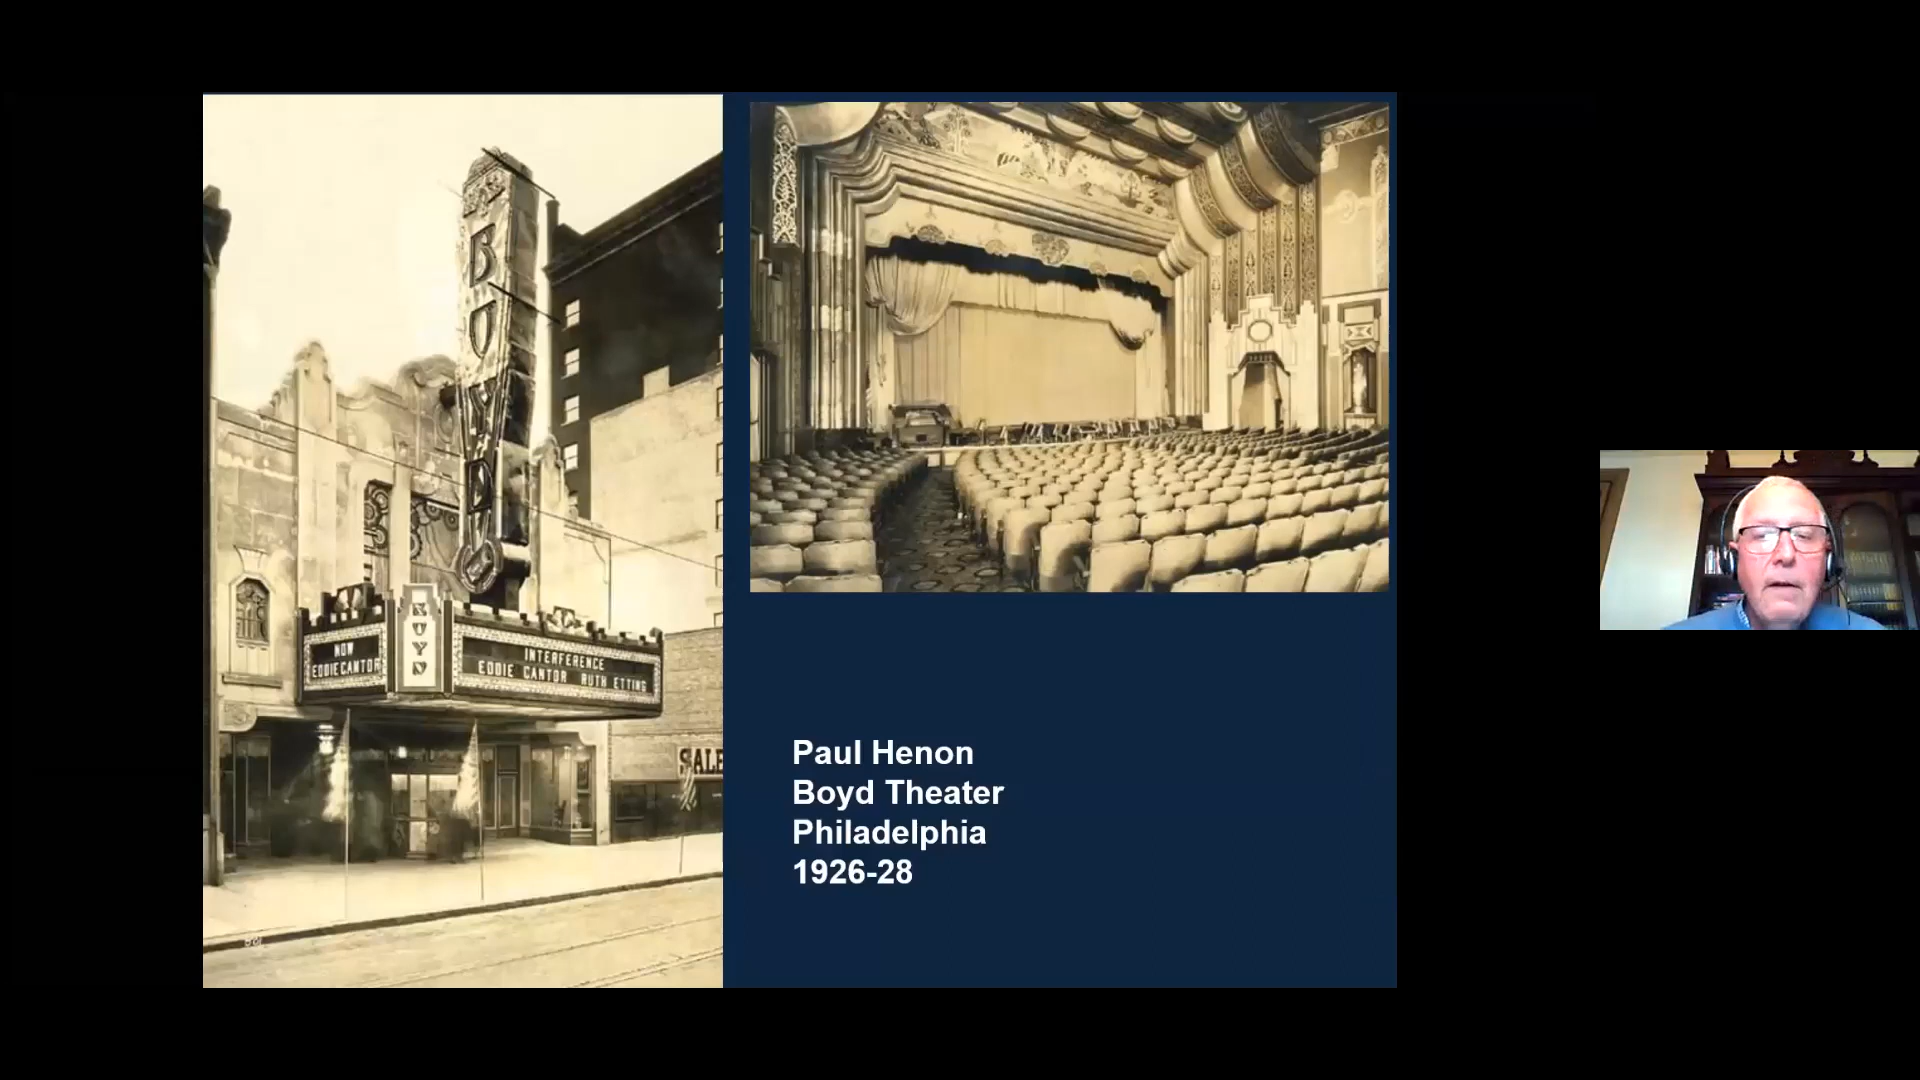 BOYD
BOYD
NOW
EDDIE CANTOR
INTERFERENCE
EDDIE CANTOR RUTH ETTING
SALE
Paul Henon
Boyd Theater
Philadelphia
1926-28